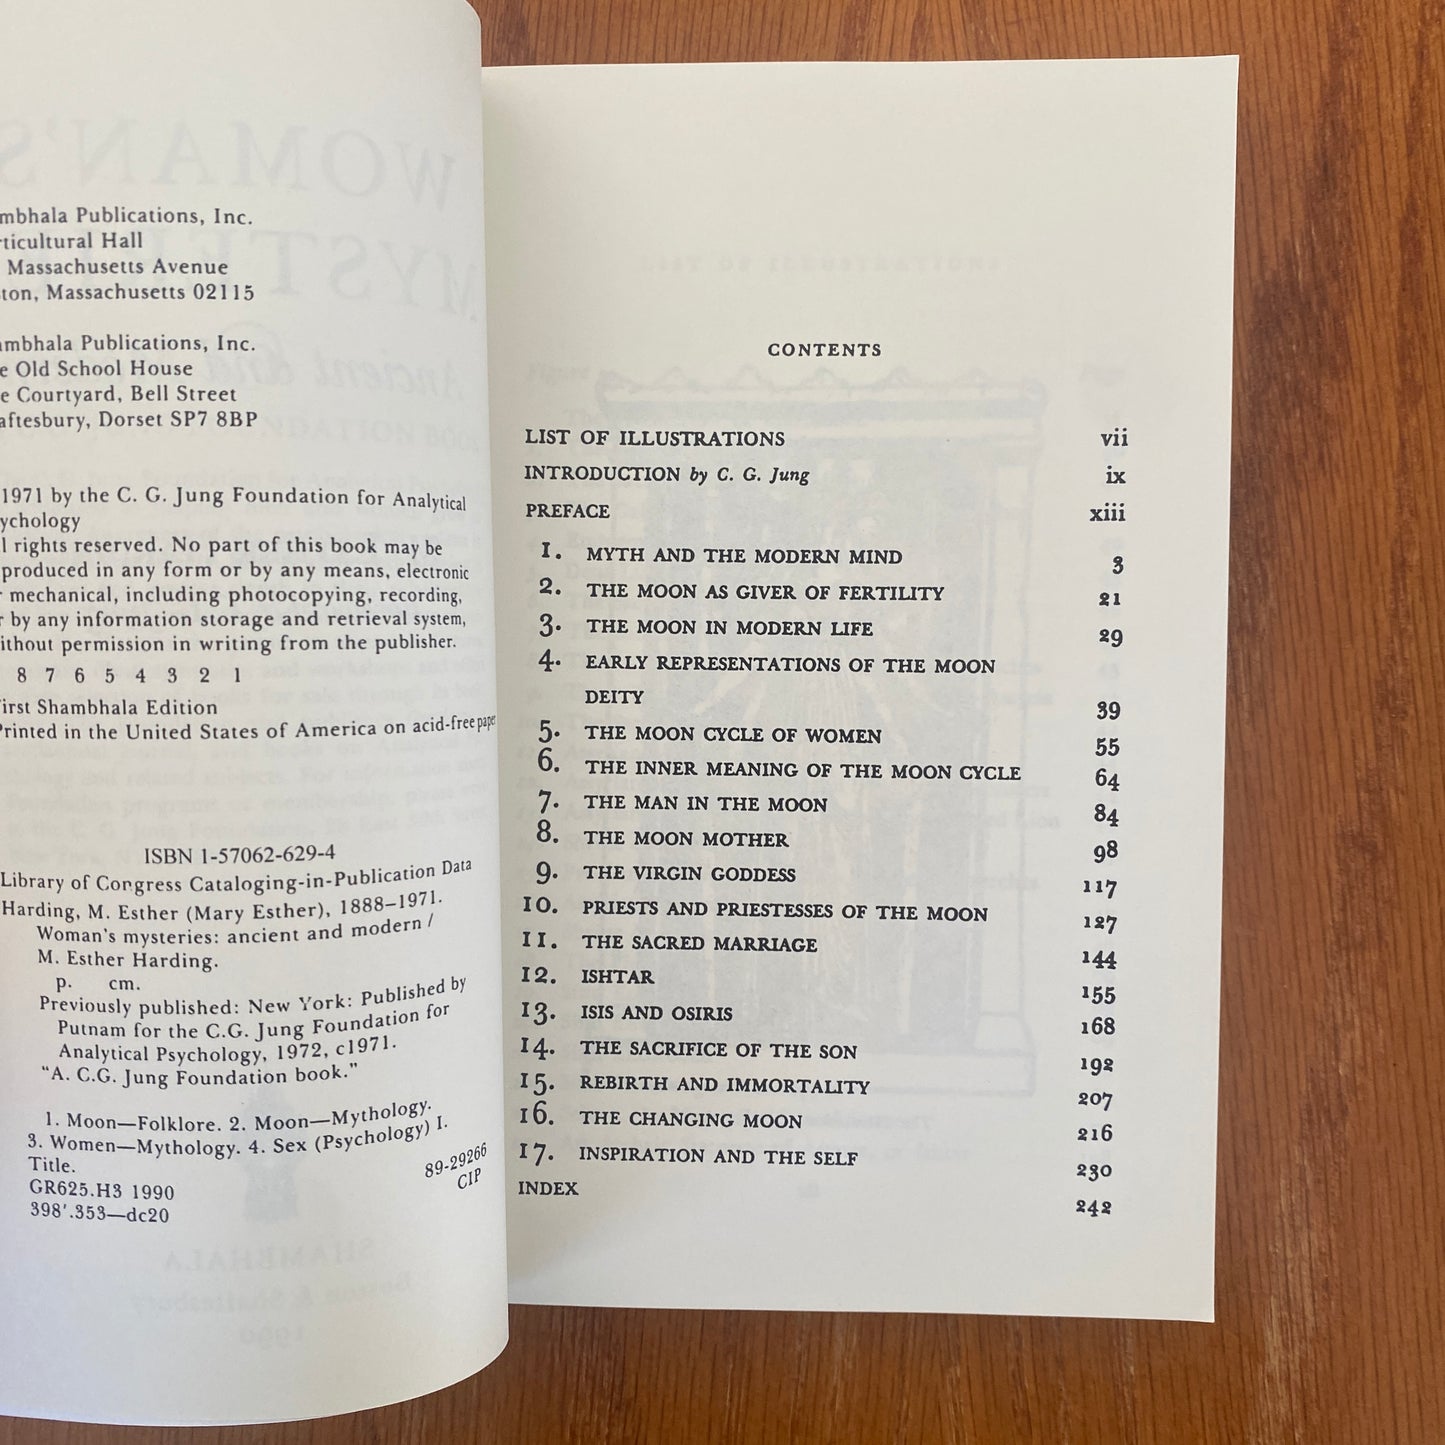 Publications, Inc.
Hall
Massachusetts Avenue
Massachusetts 02115
Publications, Inc.
Old School House
Courtyard, Bell Street
Dorset SP7 8BP
1971 by the C. G. Jung Foundation for Analytical
rights reserved. No part of this book may be
in any form or by any means, electronic
mechanical, including photocopying, recording,
by any information storage and retrieval system,
permission in writing from the publisher.
8 7 6 5 4 3 2 1
Shambhala Edition
Printed in the United States of America on acid-free paper
ISBN 1-57062-629-4
Library of Congress Cataloging-in-Publication Data
Harding, M. Esther (Mary Esther), 1888–1971.
Woman's mysteries: ancient and modern /
M. Esther Harding.
p. cm.
Previously published: New York: Published by
Putnam for the C.G. Jung Foundation for
Analytical Psychology, 1972, c1971.
"A. C.G. Jung Foundation book."
1. Moon—Folklore. 2. Moon—Mythology.
3. Women—Mythology. 4. Sex (Psychology) I.
Title.
GR625.H3 1990
398'.353—dc20
89-29266
CIP
CONTENTS
LIST OF ILLUSTRATIONS vii
INTRODUCTION by C. G. Jung ix
PREFACE xiii
1. MYTH AND THE MODERN MIND 3
2. THE MOON AS GIVER OF FERTILITY 21
3. THE MOON IN MODERN LIFE 29
4. EARLY REPRESENTATIONS OF THE MOON
DEITY 39
5. THE MOON CYCLE OF WOMEN 55
6. THE INNER MEANING OF THE MOON CYCLE 64
7. THE MAN IN THE MOON 84
8. THE MOON MOTHER 98
9. THE VIRGIN GODDESS 117
10. PRIESTS AND PRIESTESSES OF THE MOON 127
11. THE SACRED MARRIAGE 144
12. ISHTAR 155
13. ISIS AND OSIRIS 168
14. THE SACRIFICE OF THE SON 192
15. REBIRTH AND IMMORTALITY 207
16. THE CHANGING MOON 216
17. INSPIRATION AND THE SELF 230
INDEX 242